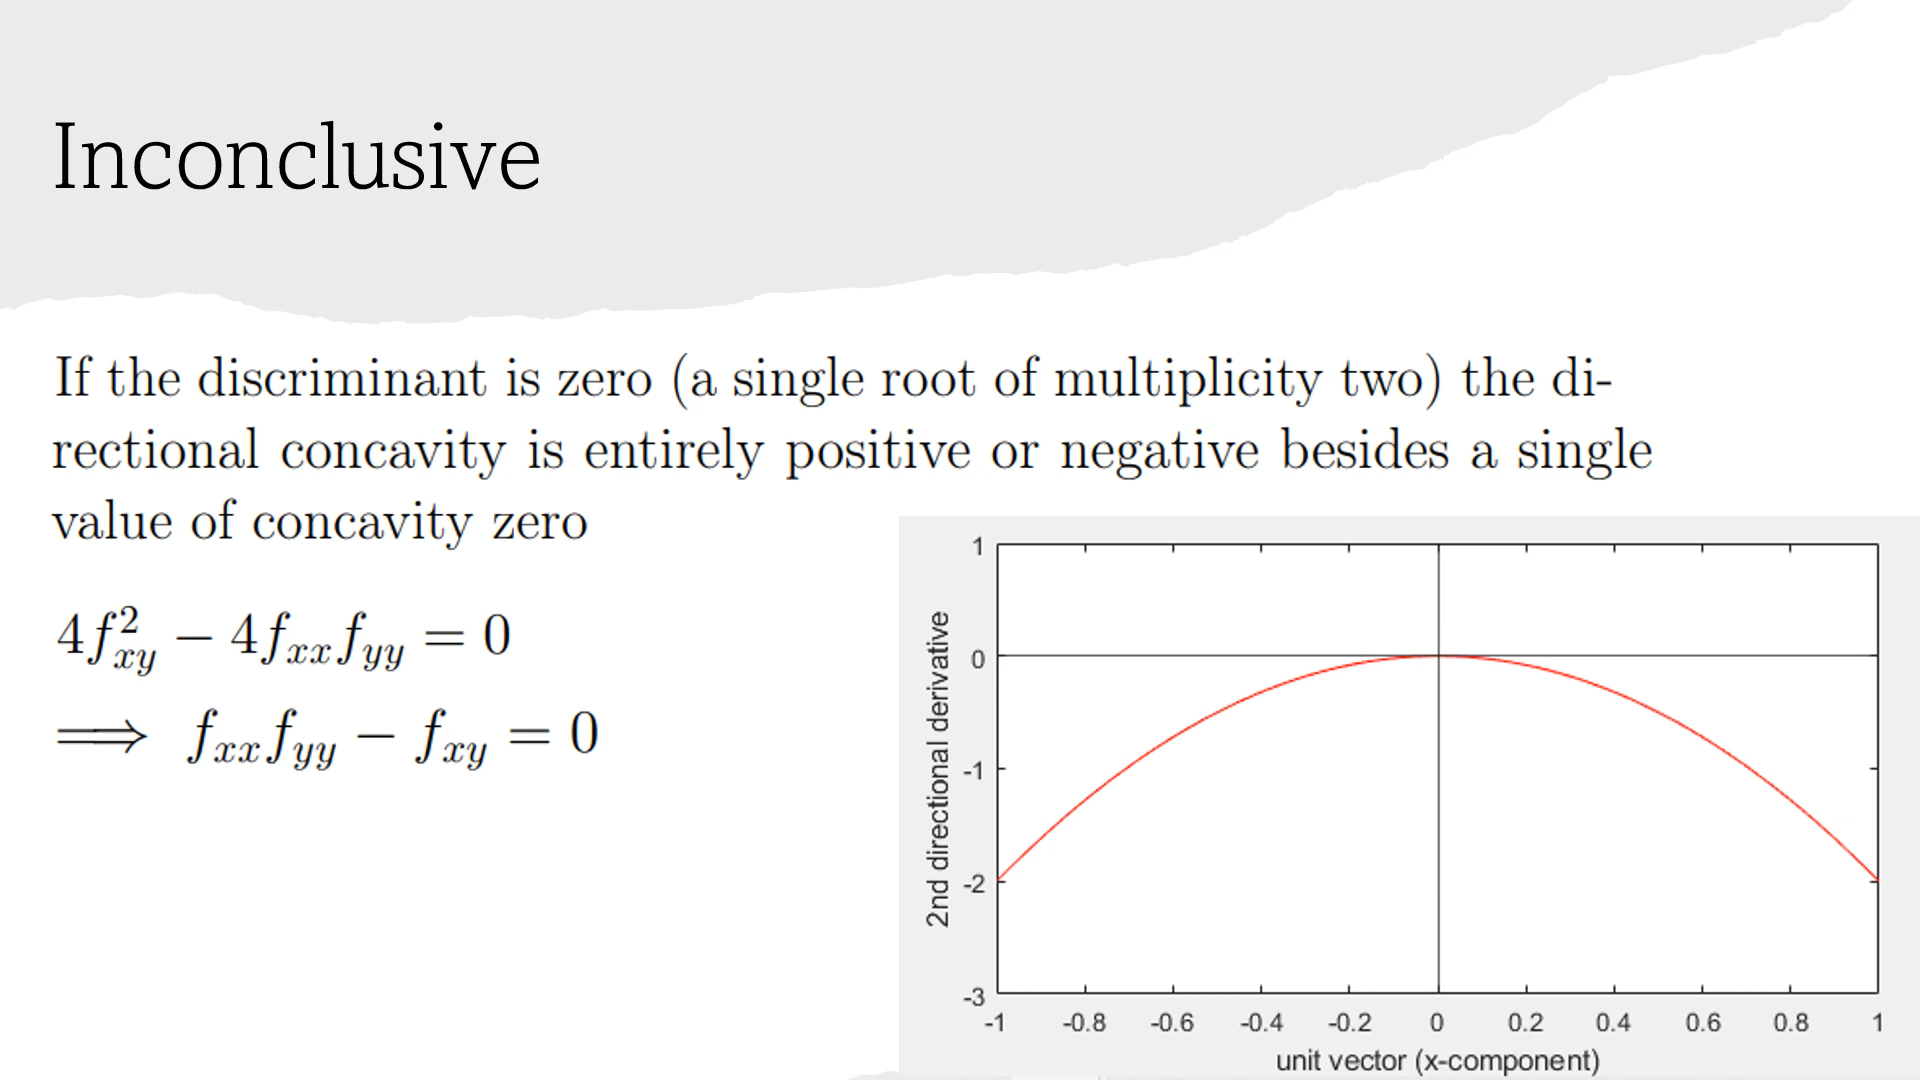 Inconclusive
If the discriminant is zero (a single root of multiplicity two) the di-
rectional concavity is entirely positive or negative besides a single
value of concavity zero
4f_{xy}^2 − 4f_{xx}f_{yy} = 0
⟹ f_{xx}f_{yy} − f_{xy} = 0
2nd directional derivative
1
0
-1
-2
-3
-1 -0.8 -0.6 -0.4 -0.2 0 0.2 0.4 0.6 0.8 1
unit vector (x-component)